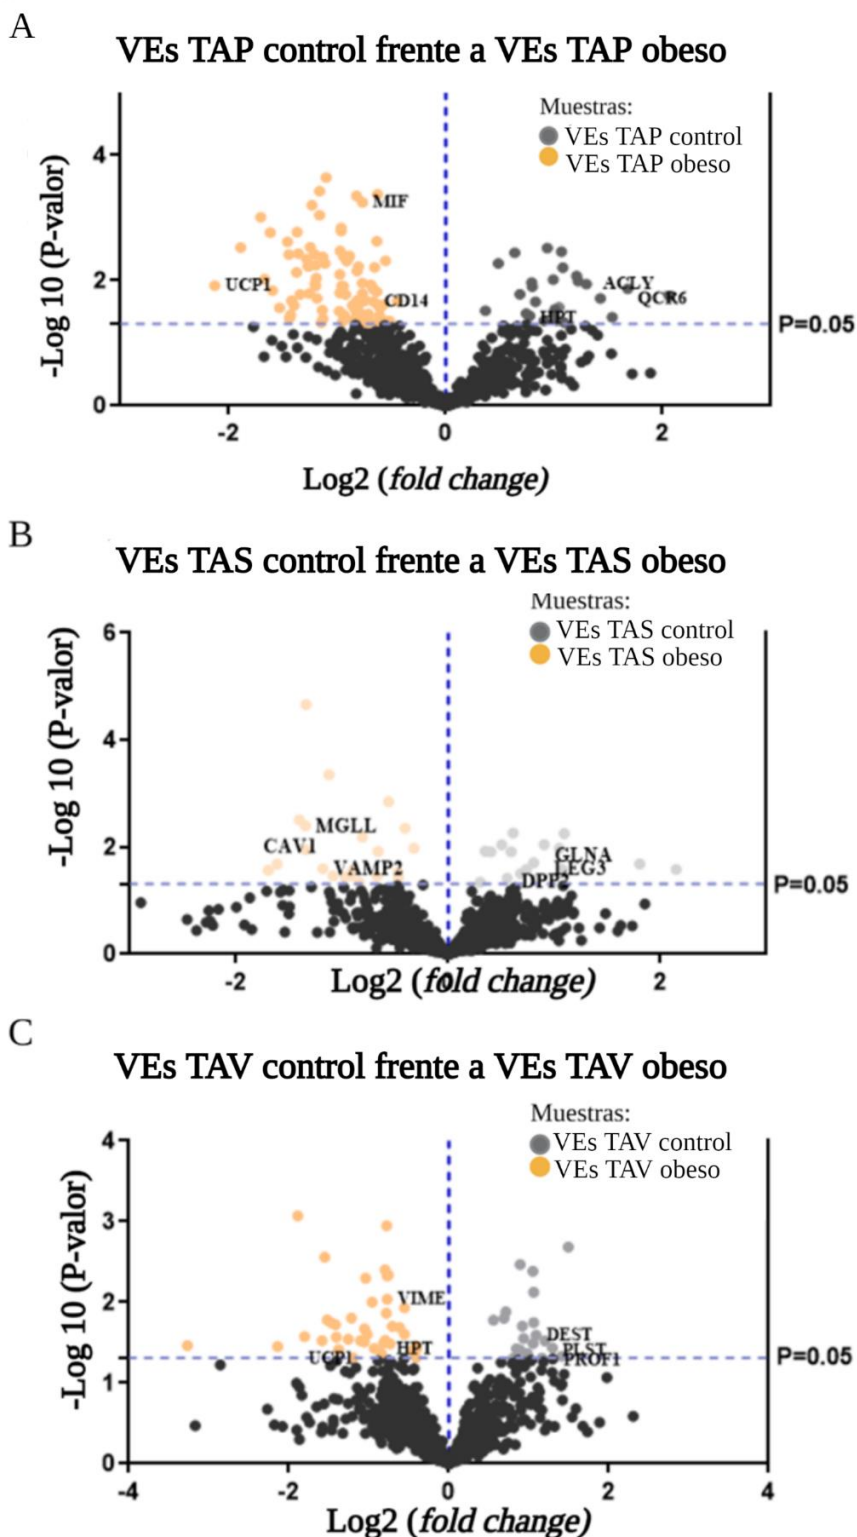 A
VEs TAP control frente a VEs TAP obeso
Muestras:
VEs TAP control
VEs TAP obeso
-Log 10 (P-valor)
4
2
0
MIF
UCP1
CD14
ACLY
QCR6
HPT
P=0.05
-2
0
2
Log2 (fold change)
B
VEs TAS control frente a VEs TAS obeso
Muestras:
VEs TAS control
VEs TAS obeso
-Log 10 (P-valor)
6
4
2
0
MGLL
CAV1
VAMP2
GLNA
LEG3
DPP2
P=0.05
-2
0
2
Log2 (fold change)
C
VEs TAV control frente a VEs TAV obeso
Muestras:
VEs TAV control
VEs TAV obeso
-Log 10 (P-valor)
4
3
2
1
0
VIME
HPT
UCP1
DEST
PLST
PROF1
P=0.05
-4
-2
0
2
4
Log2 (fold change)